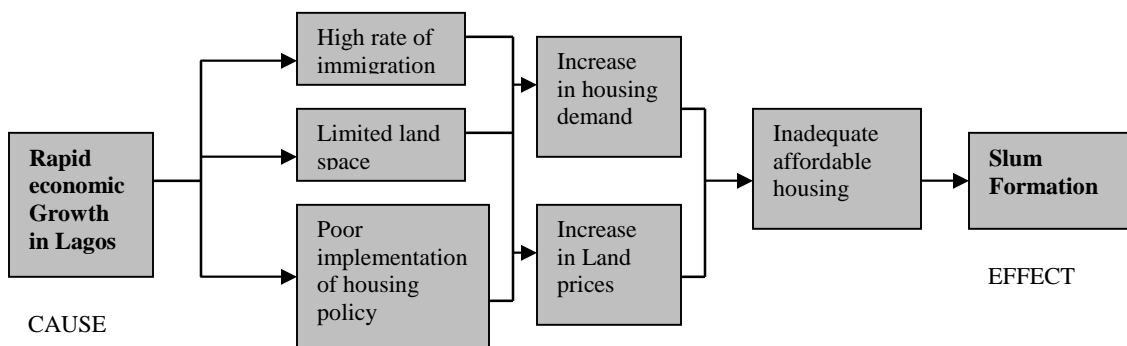 Rapid
economic
Growth
in Lagos
CAUSE
High rate of
immigration
Limited land
space
Poor
implementation
of housing
policy
Increase
in housing
demand
Increase
in Land
prices
Inadequate
affordable
housing
Slum
Formation
EFFECT